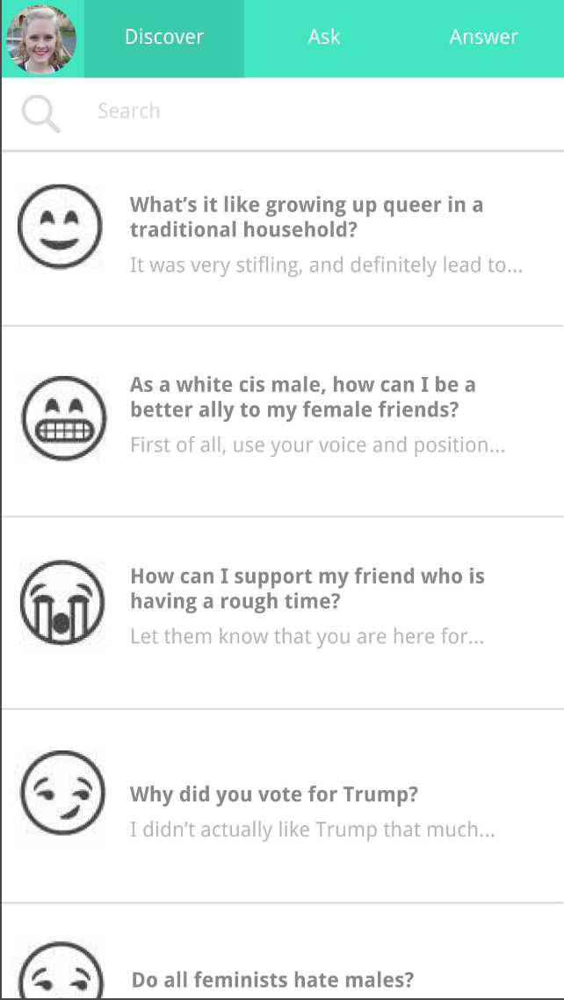 Discover
Ask
Answer
Search
What’s it like growing up queer in a
traditional household?
It was very stifling, and definitely lead to...
As a white cis male, how can I be a
better ally to my female friends?
First of all, use your voice and position...
How can I support my friend who is
having a rough time?
Let them know that you are here for...
Why did you vote for Trump?
I didn’t actually like Trump that much...
Do all feminists hate males?